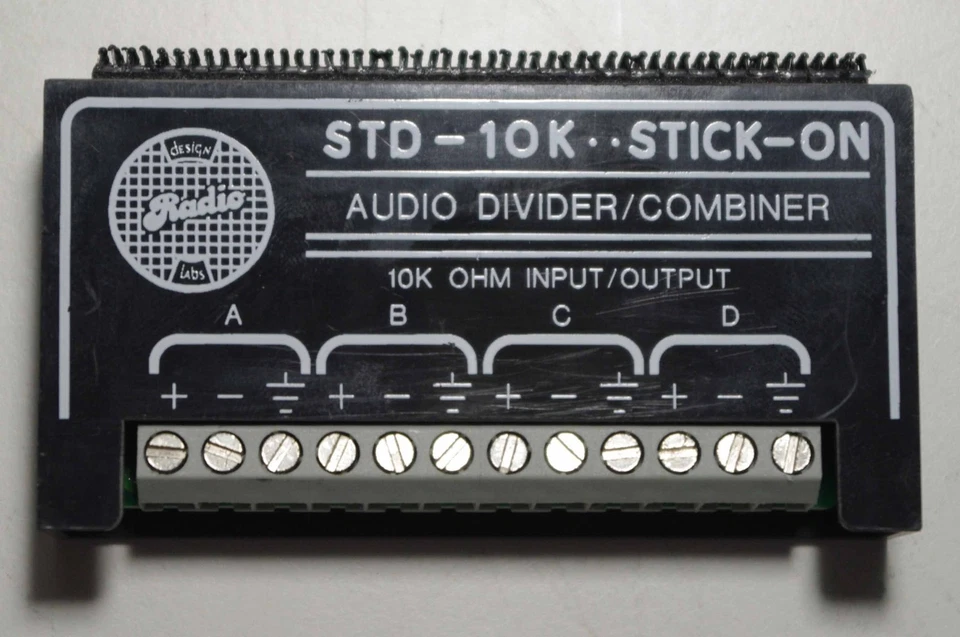 STD-10K··STICK-ON
design
Radio
labs
AUDIO DIVIDER/COMBINER
10K OHM INPUT/OUTPUT
A B C D
+ − ⏚ + − ⏚ + − ⏚ + − ⏚